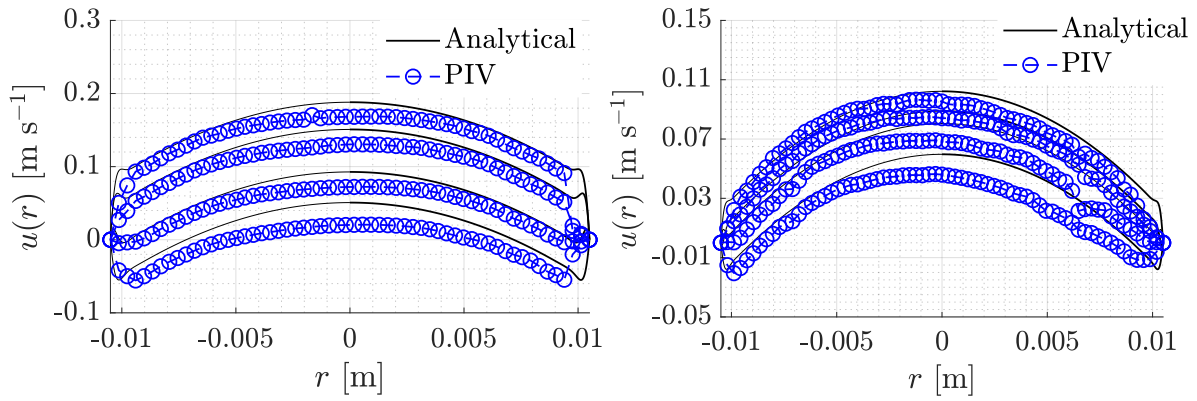 0.3
0.2
0.1
0
-0.1
u(r) [m s⁻¹]
Analytical
PIV
-0.01
-0.005
0
0.005
0.01
r [m]
0.15
0.11
0.07
0.03
-0.01
-0.05
u(r) [m s⁻¹]
Analytical
PIV
-0.01
-0.005
0
0.005
0.01
r [m]